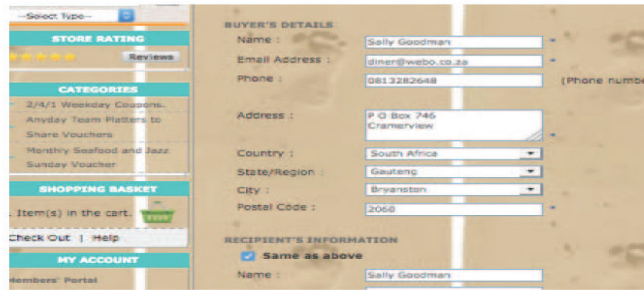 --Select Type--
STORE RATING
Reviews
CATEGORIES
2/4/1 Weekday Coupons.
Anyday Team Platters to
Share Vouchers
Monthly Seafood and Jazz
Sunday Voucher
SHOPPING BASKET
. Item(s) in the cart.
Check Out | Help
MY ACCOUNT
Members' Portal
BUYER'S DETAILS
Name : Sally Goodman *
Email Address : diner@webo.co.za *
Phone : 0813282648 (Phone numbe
Address : P O Box 746
Cramerview *
Country : South Africa
State/Region : Gauteng
City : Bryanston
Postal Code : 2060 *
RECIPIENT'S INFORMATION
Same as above
Name : Sally Goodman *